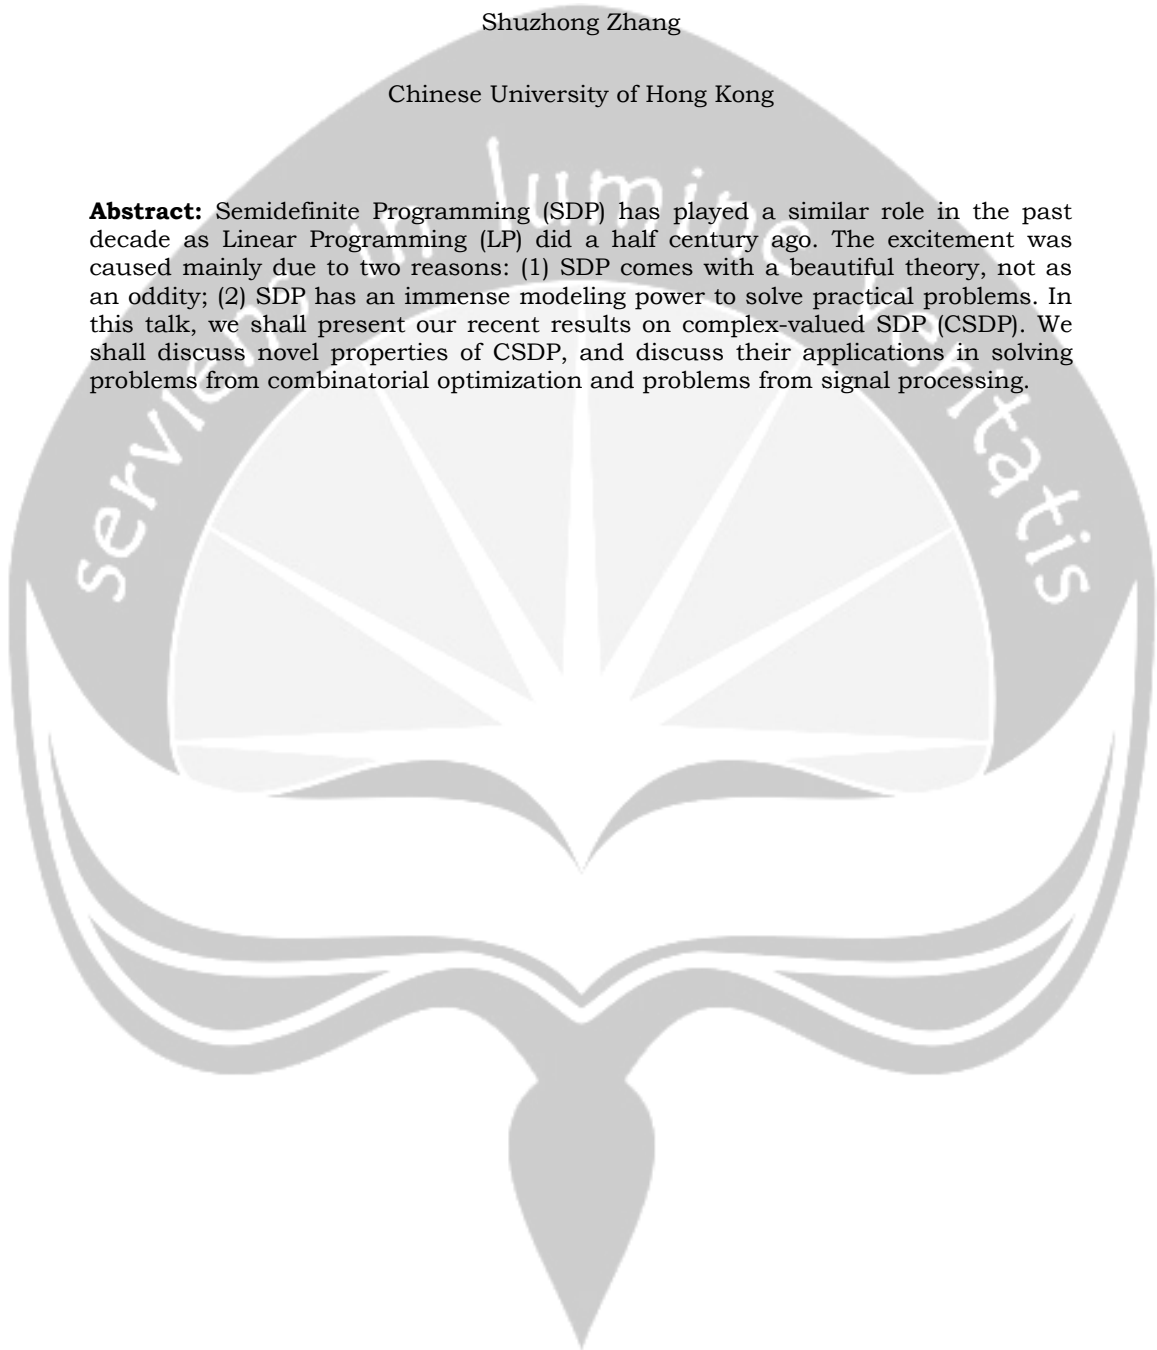 Shuzhong Zhang
Chinese University of Hong Kong
serviens in lumine veritatis
Abstract: Semidefinite Programming (SDP) has played a similar role in the past
decade as Linear Programming (LP) did a half century ago. The excitement was
caused mainly due to two reasons: (1) SDP comes with a beautiful theory, not as
an oddity; (2) SDP has an immense modeling power to solve practical problems. In
this talk, we shall present our recent results on complex-valued SDP (CSDP). We
shall discuss novel properties of CSDP, and discuss their applications in solving
problems from combinatorial optimization and problems from signal processing.